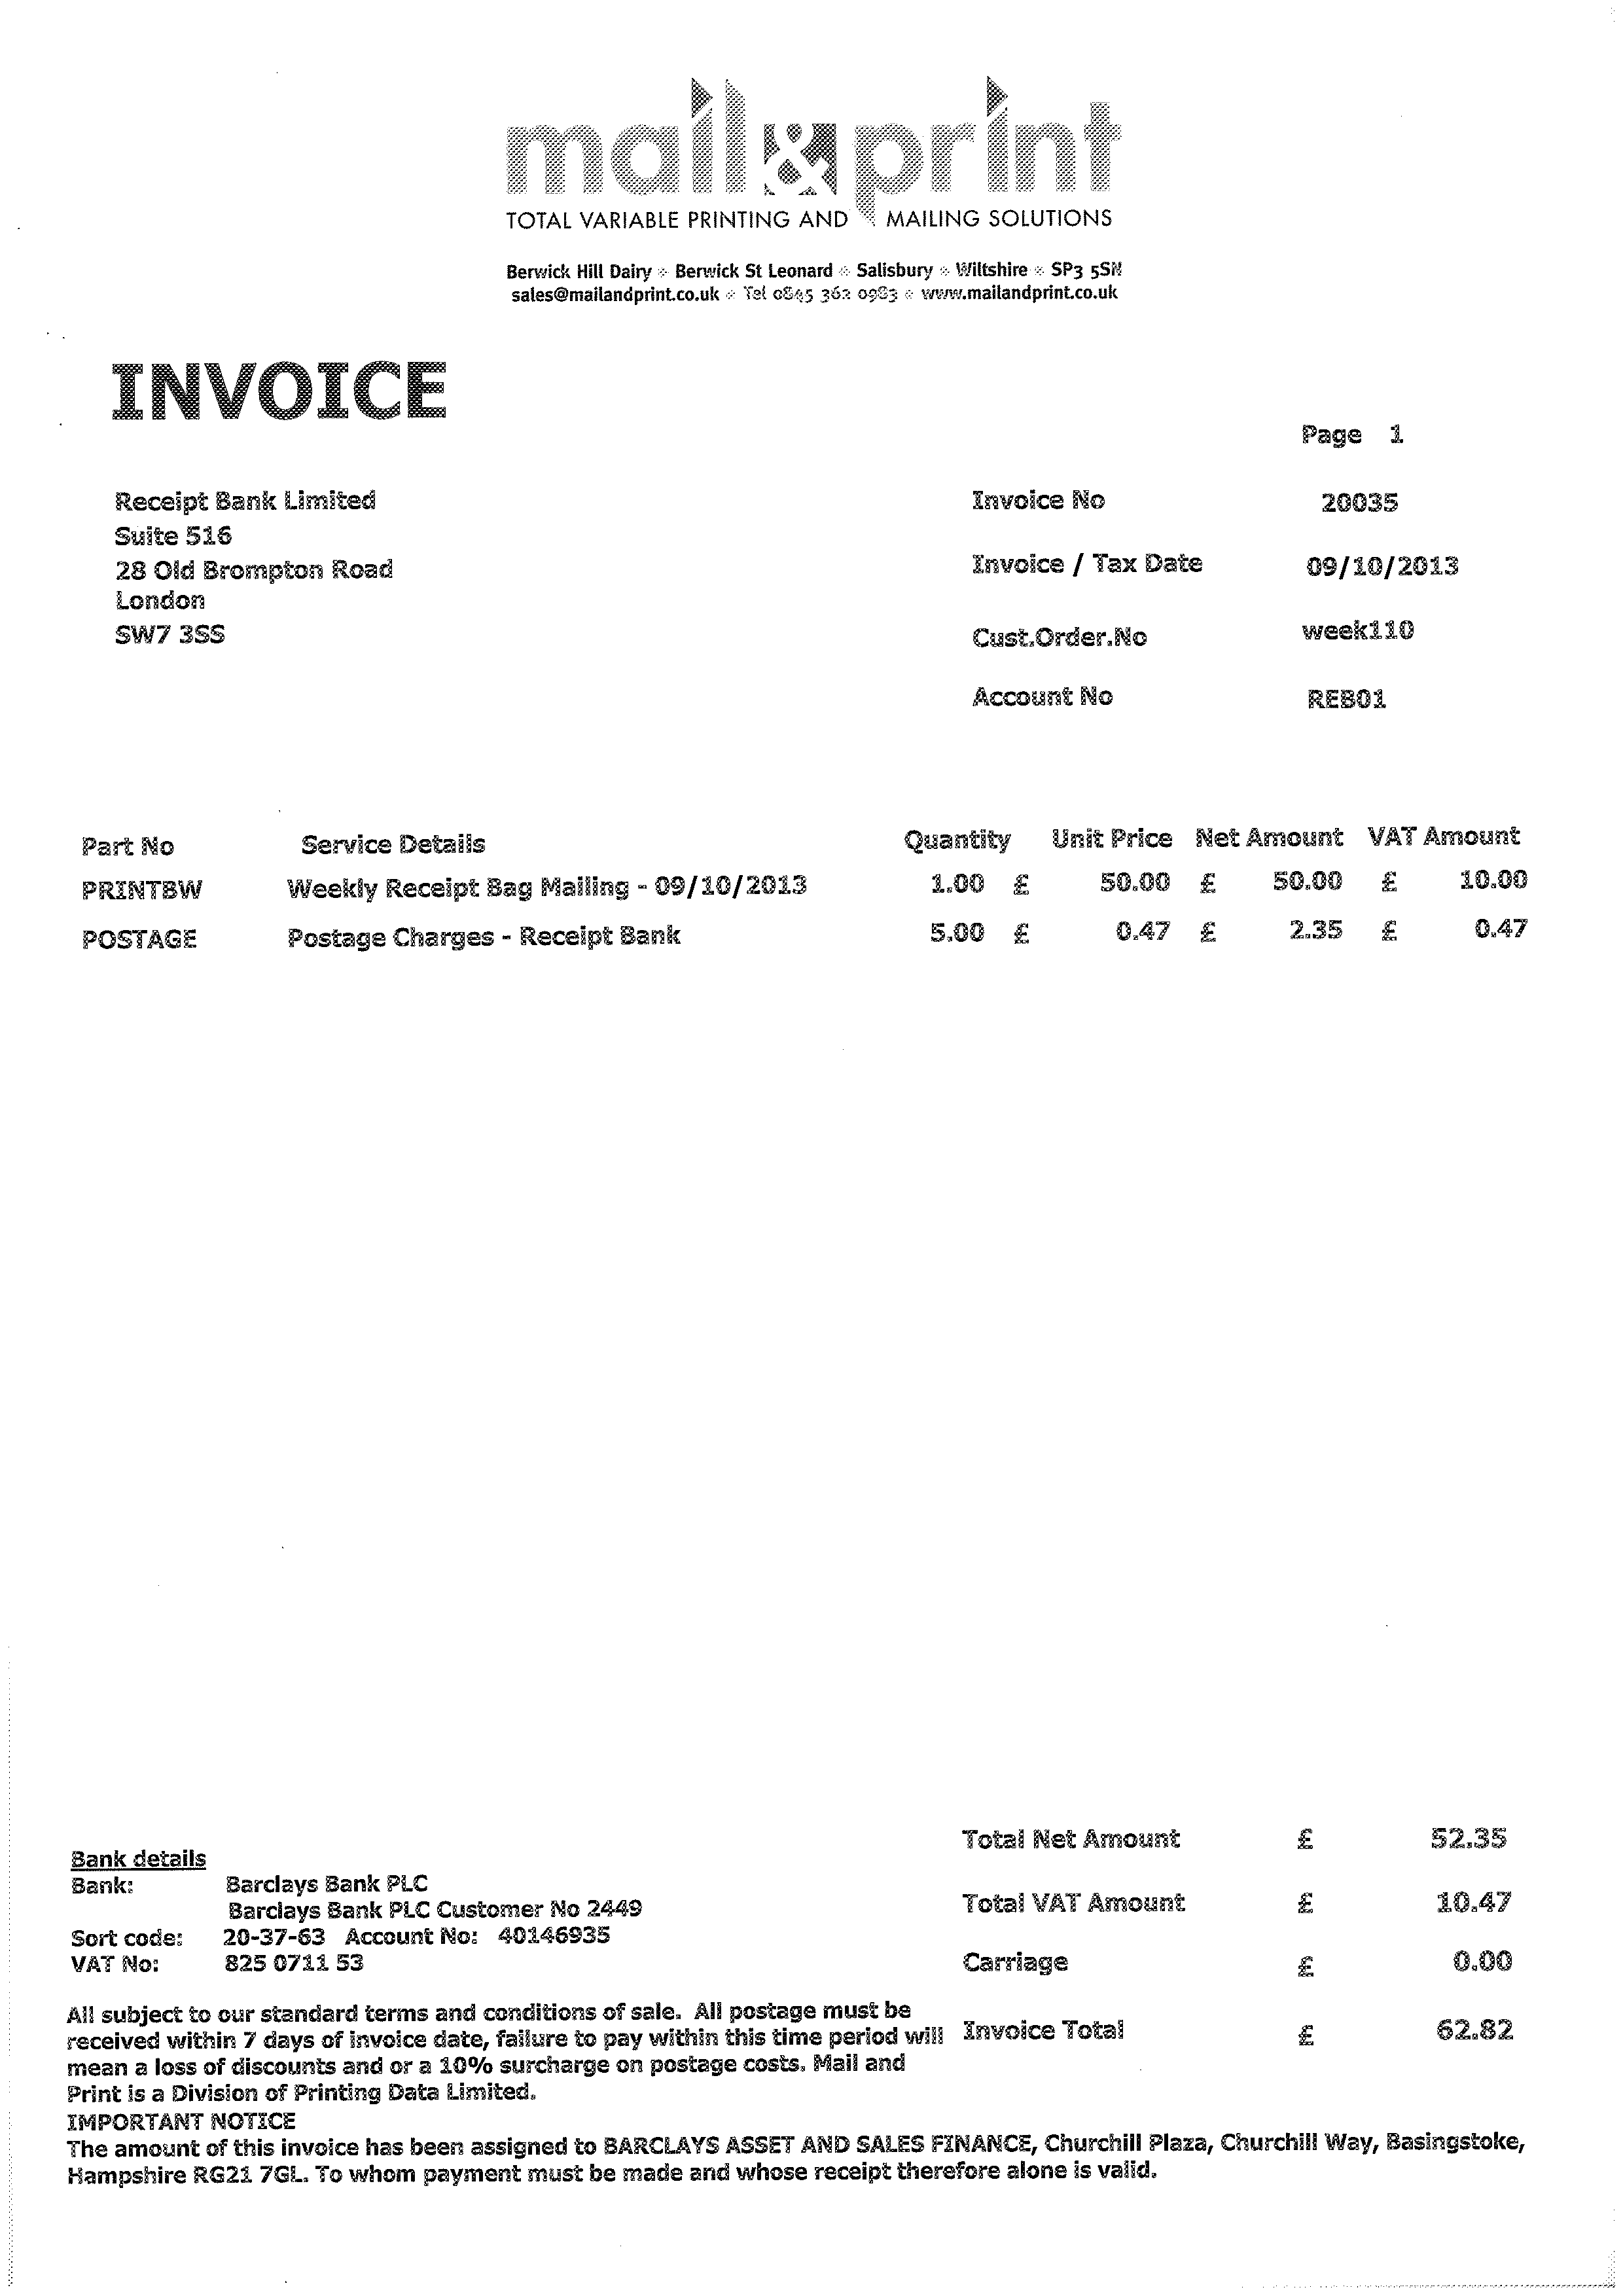 mail&print
TOTAL VARIABLE PRINTING AND MAILING SOLUTIONS
Berwick Hill Dairy ❖ Berwick St Leonard ❖ Salisbury ❖ Wiltshire ❖ SP3 5SN
sales@mailandprint.co.uk ❖ Tel 0845 362 0983 ❖ www.mailandprint.co.uk
INVOICE
Page 1
Receipt Bank Limited
Suite 516
28 Old Brompton Road
London
SW7 3SS
Invoice No 20035
Invoice / Tax Date 09/10/2013
Cust.Order.No week110
Account No REB01
Part No Service Details Quantity Unit Price Net Amount VAT Amount
PRINTBW Weekly Receipt Bag Mailing - 09/10/2013 1.00 £ 50.00 £ 50.00 £ 10.00
POSTAGE Postage Charges - Receipt Bank 5.00 £ 0.47 £ 2.35 £ 0.47
Bank details
Bank: Barclays Bank PLC
Barclays Bank PLC Customer No 2449
Sort code: 20-37-63 Account No: 40146935
VAT No: 825 0711 53
Total Net Amount £ 52.35
Total VAT Amount £ 10.47
Carriage £ 0.00
Invoice Total £ 62.82
All subject to our standard terms and conditions of sale. All postage must be
received within 7 days of invoice date, failure to pay within this time period will
mean a loss of discounts and or a 10% surcharge on postage costs. Mail and
Print is a Division of Printing Data Limited.
IMPORTANT NOTICE
The amount of this invoice has been assigned to BARCLAYS ASSET AND SALES FINANCE, Churchill Plaza, Churchill Way, Basingstoke,
Hampshire RG21 7GL. To whom payment must be made and whose receipt therefore alone is valid.